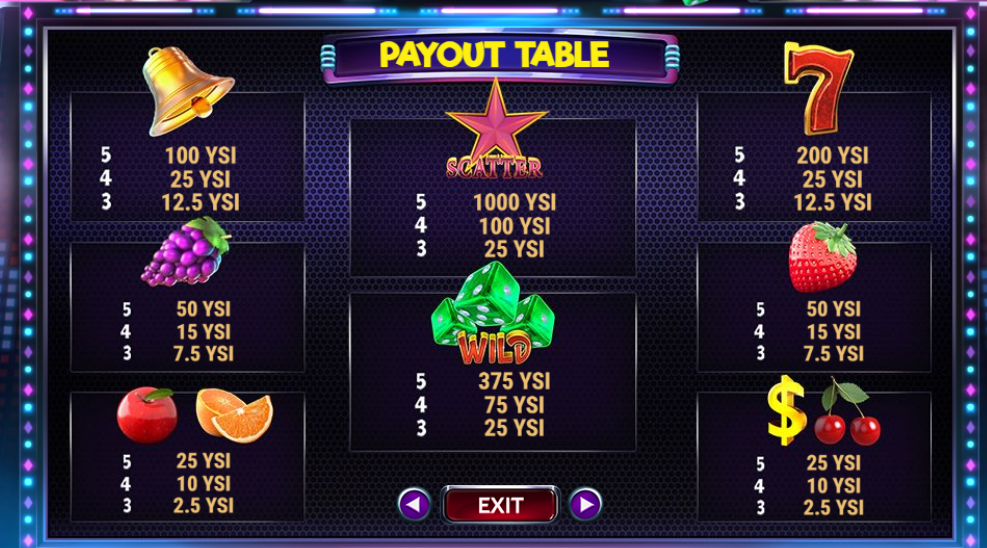 PAYOUT TABLE
5 100 YSI
4 25 YSI
3 12.5 YSI
SCATTER
5 1000 YSI
4 100 YSI
3 25 YSI
7
5 200 YSI
4 25 YSI
3 12.5 YSI
5 50 YSI
4 15 YSI
3 7.5 YSI
WILD
5 375 YSI
4 75 YSI
3 25 YSI
5 50 YSI
4 15 YSI
3 7.5 YSI
5 25 YSI
4 10 YSI
3 2.5 YSI
EXIT
$
5 25 YSI
4 10 YSI
3 2.5 YSI